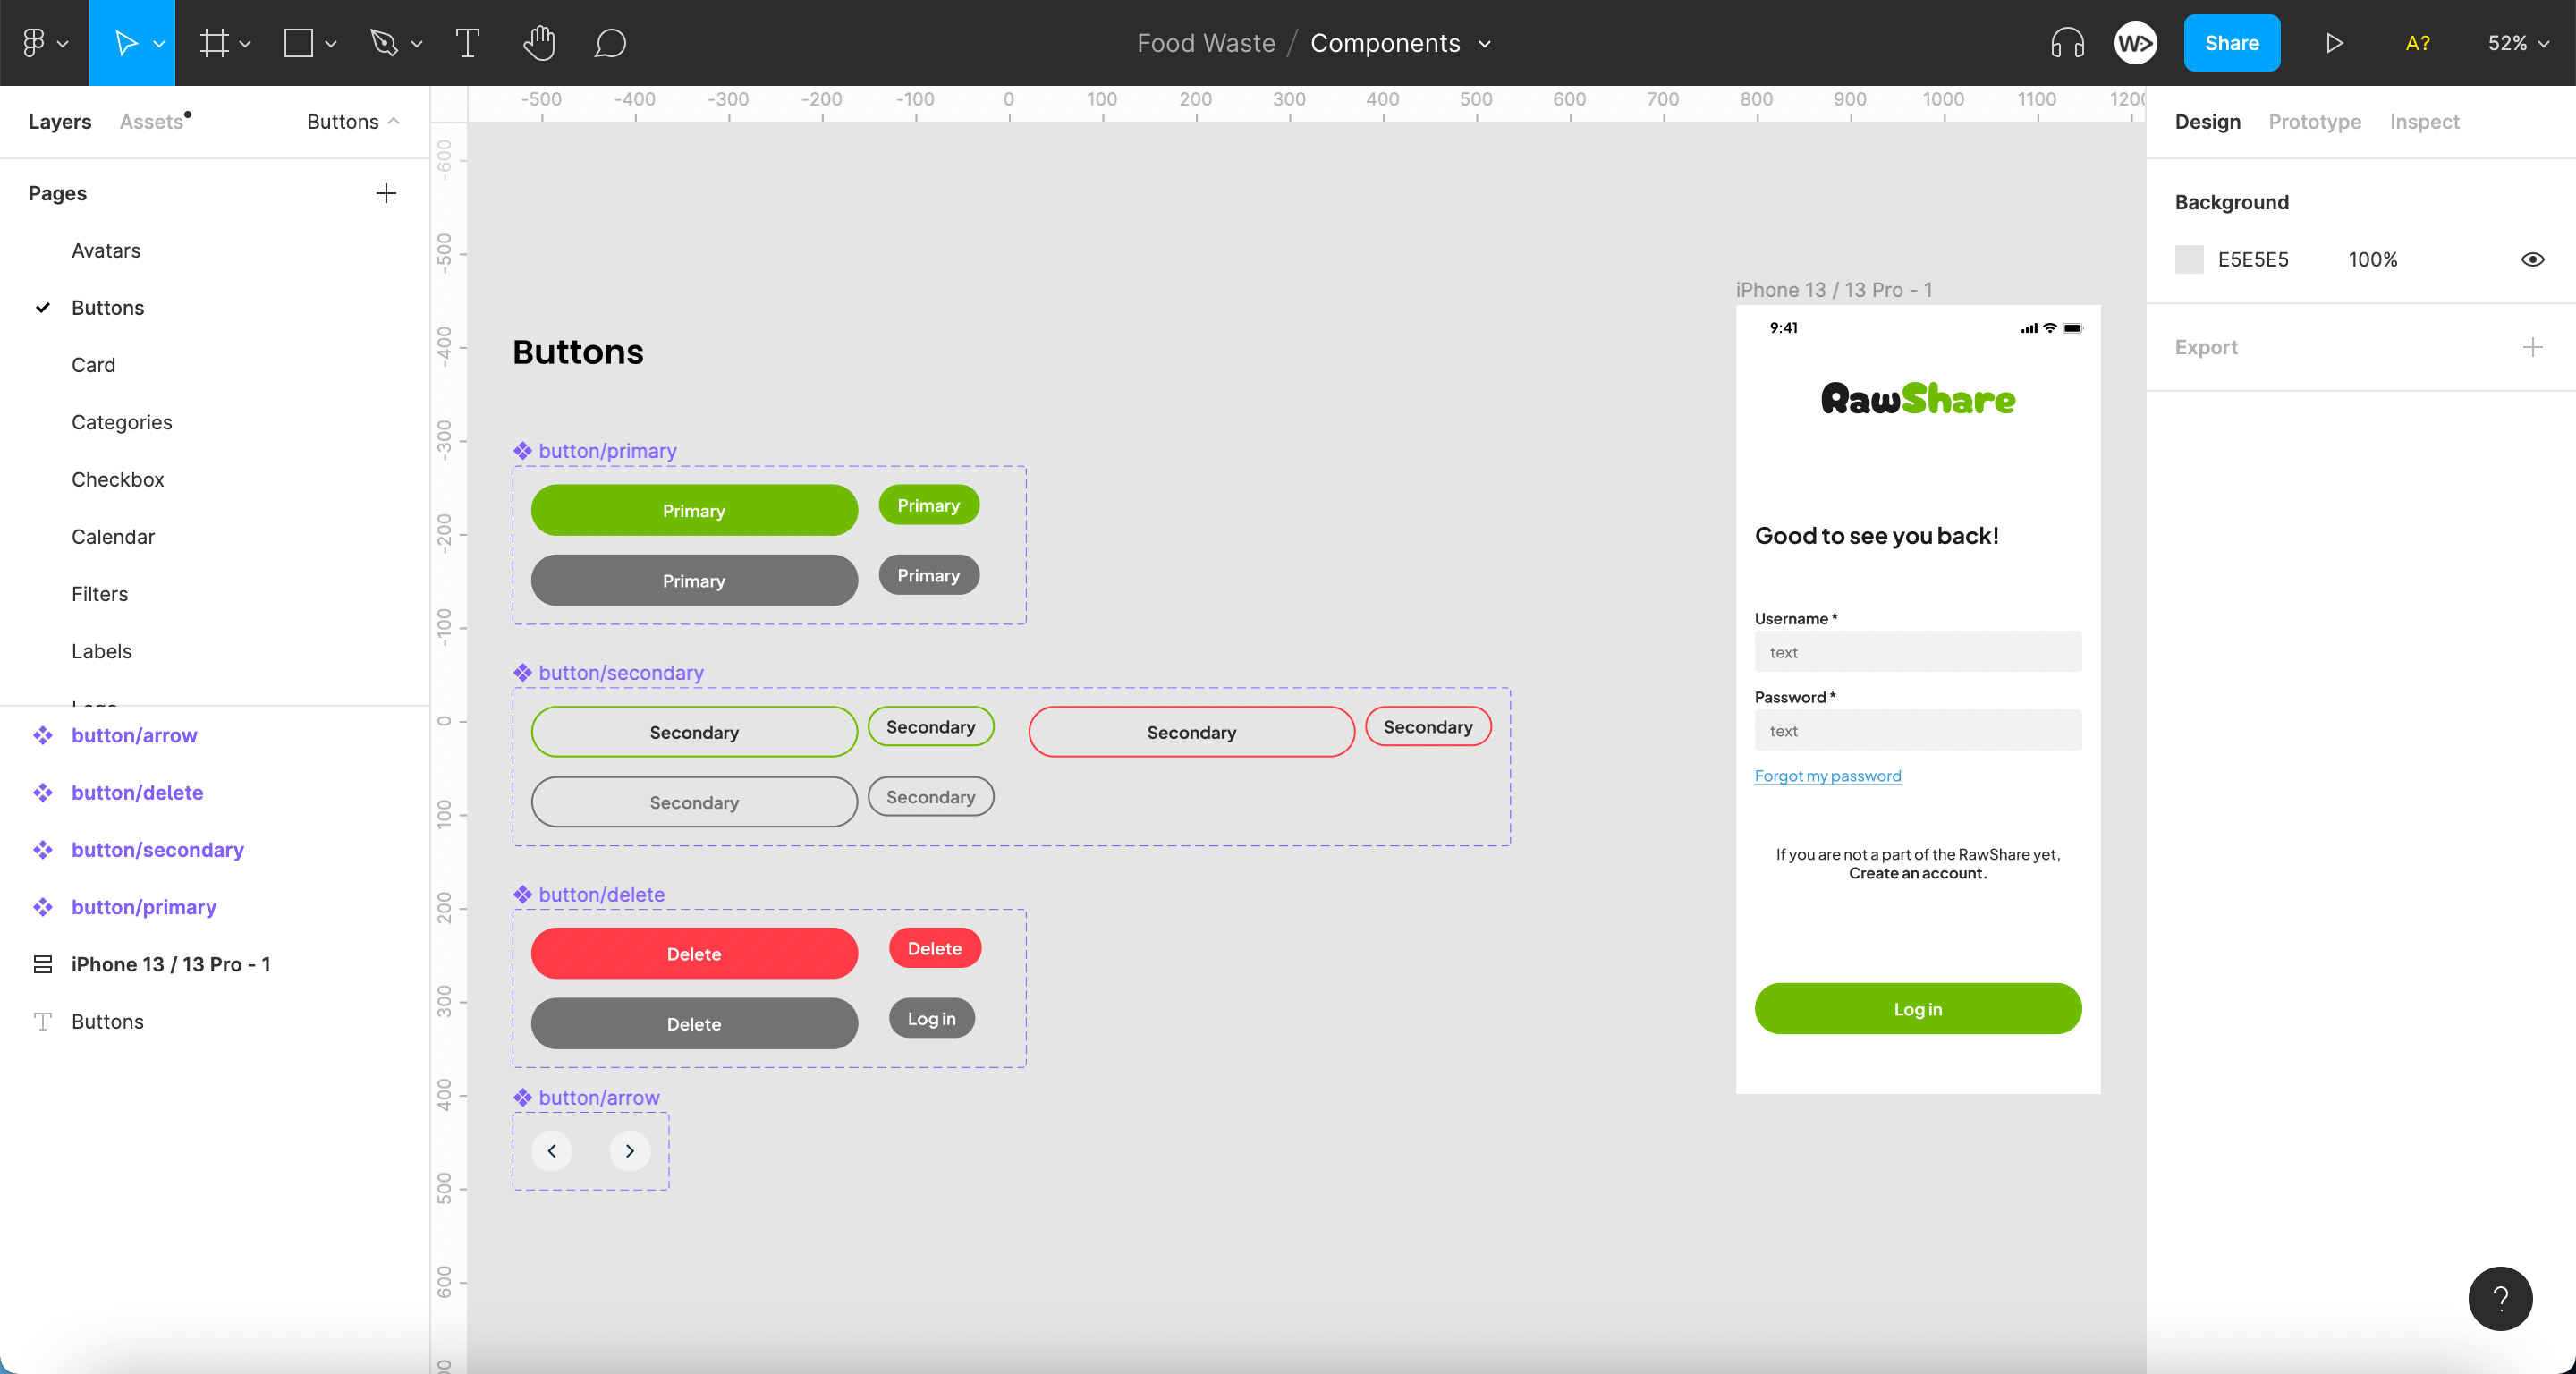 Food Waste / Components
W>
Share
A?
52%
Layers
Assets
Buttons
Pages
Avatars
Buttons
Card
Categories
Checkbox
Calendar
Filters
Labels
button/arrow
button/delete
button/secondary
button/primary
iPhone 13 / 13 Pro - 1
Buttons
-500 -400 -300 -200 -100 0 100 200 300 400 500 600 700 800 900 1000 1100
-600
-500
-400
-300
-200
-100
0
100
200
300
400
500
600
Buttons
button/primary
Primary
Primary
Primary
Primary
button/secondary
Secondary
Secondary
Secondary
Secondary
Secondary
Secondary
button/delete
Delete
Delete
Delete
Log in
button/arrow
iPhone 13 / 13 Pro - 1
9:41
RawShare
Good to see you back!
Username *
text
Password *
text
Forgot my password
If you are not a part of the RawShare yet,
Create an account.
Log in
Design
Prototype
Inspect
Background
E5E5E5
100%
Export
?